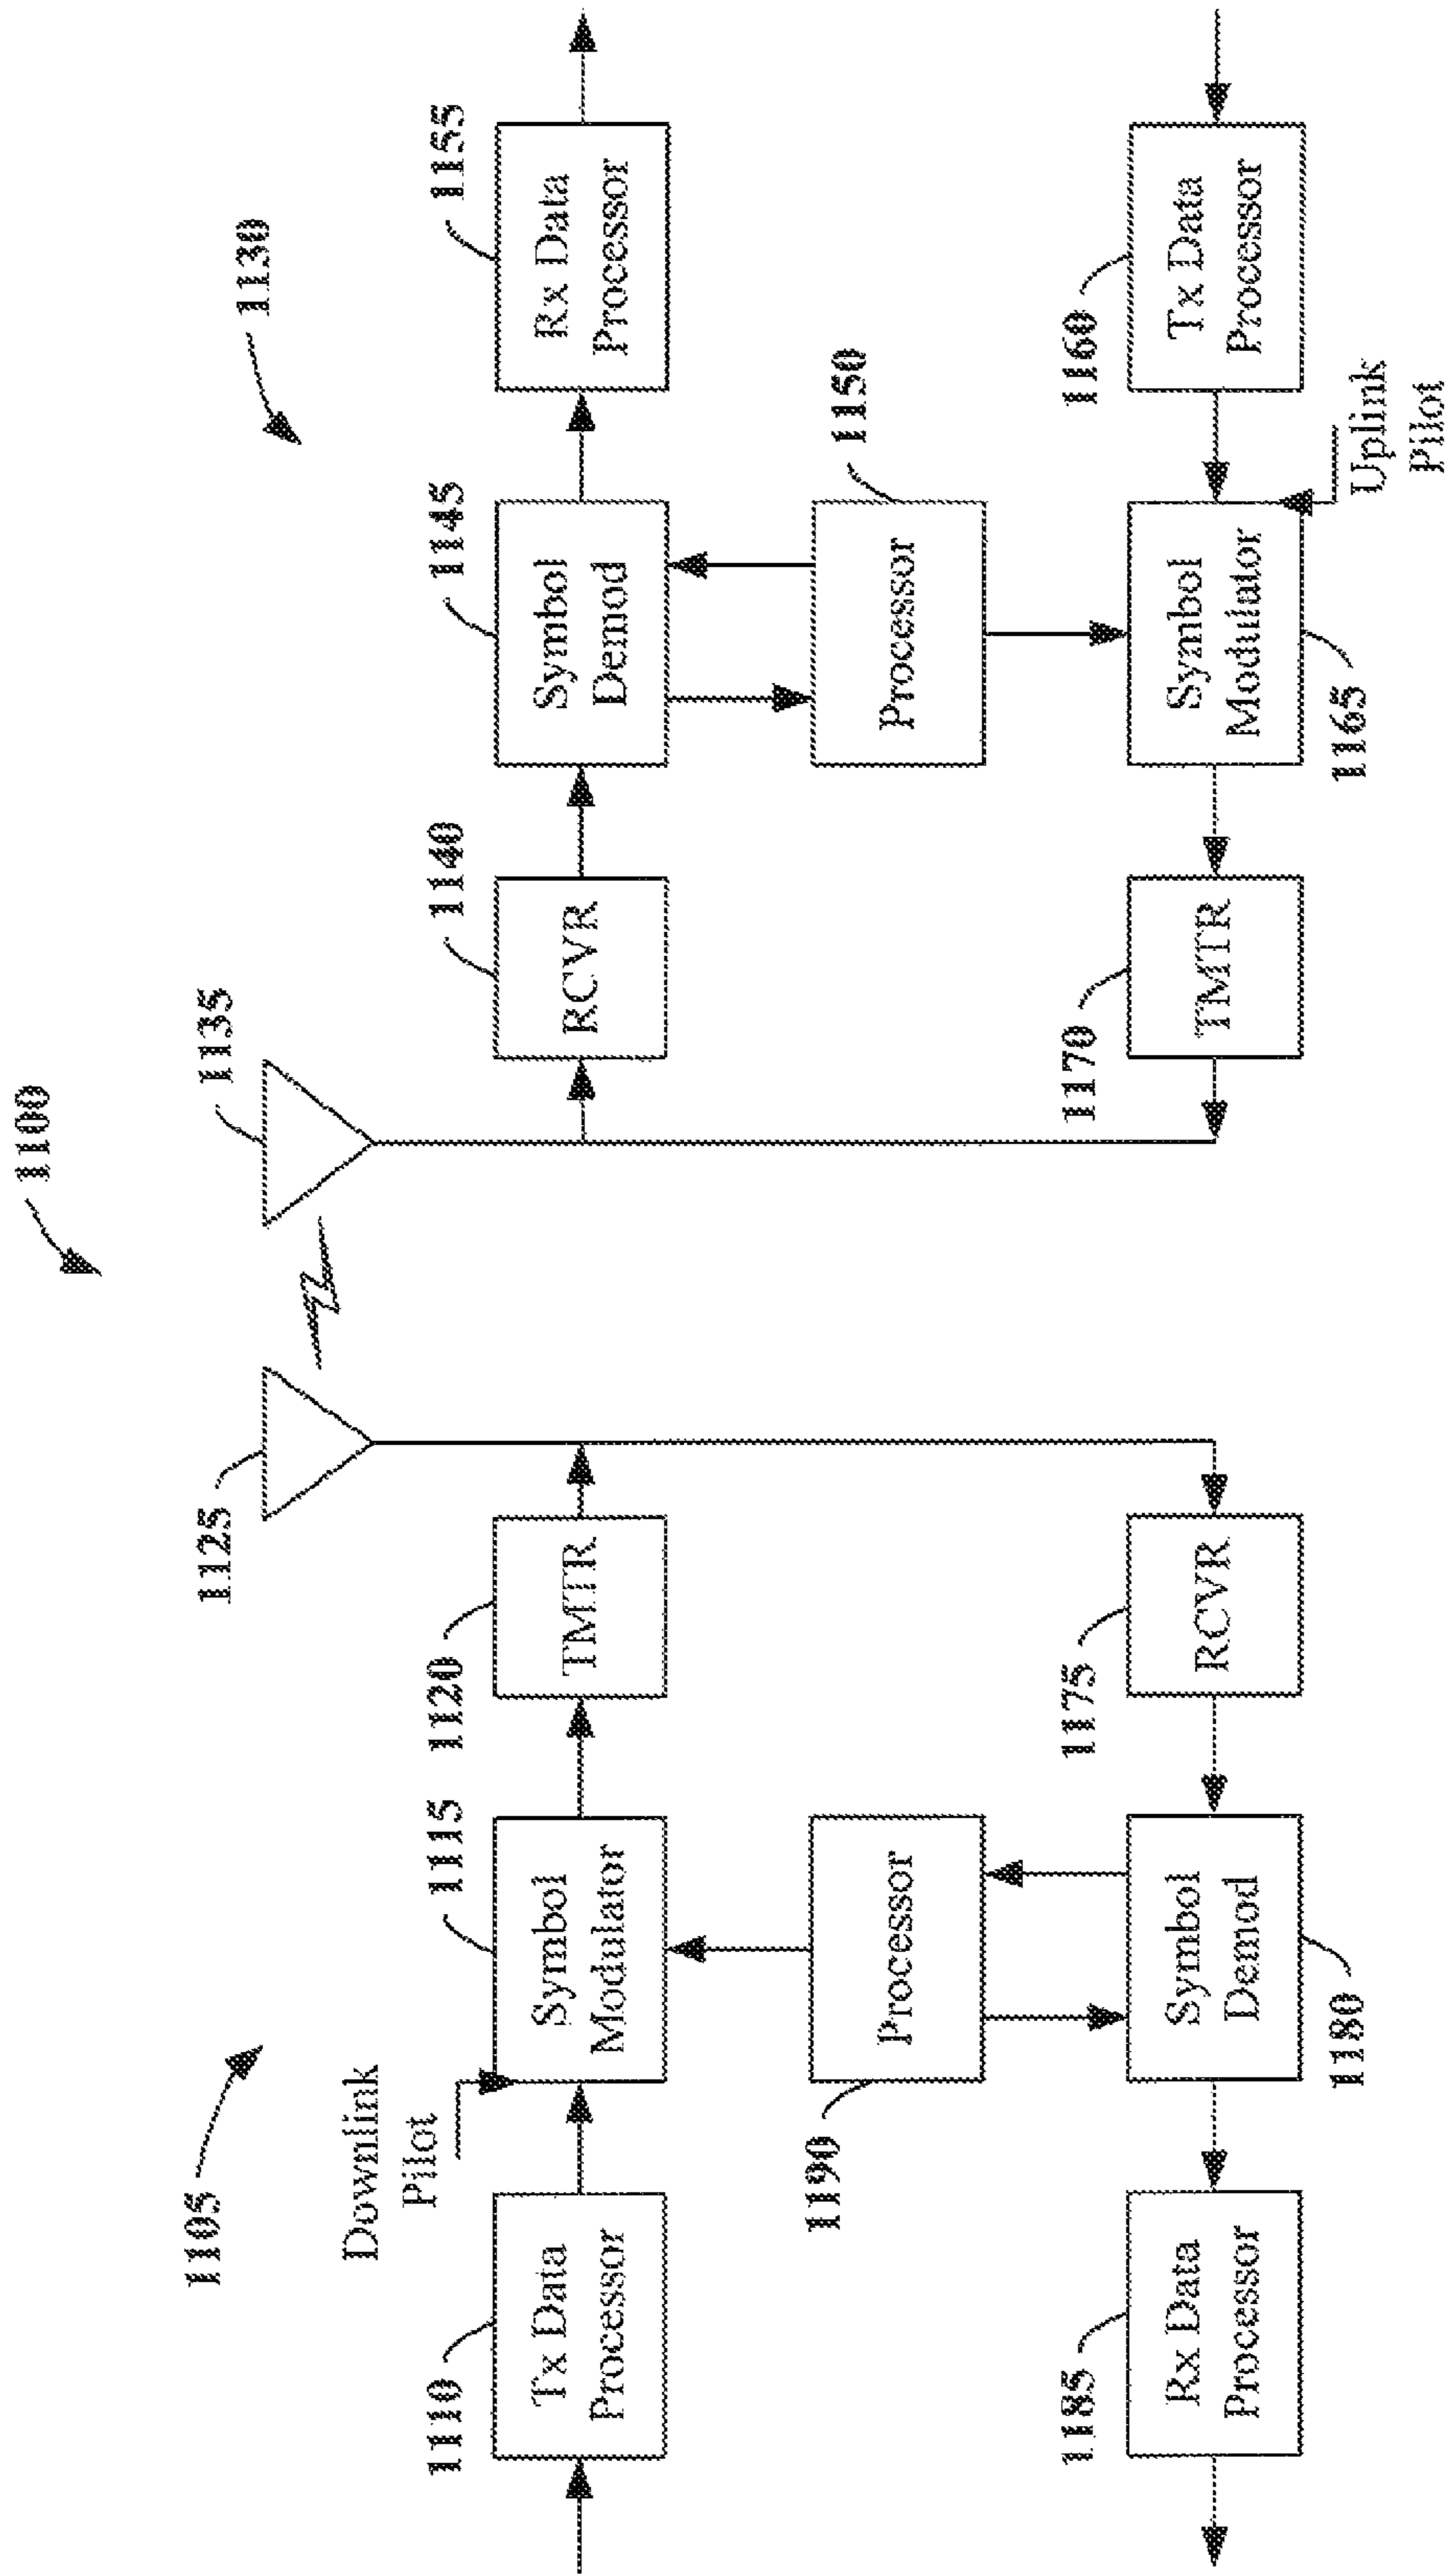 1100
1105
1125
1135
1130
Downlink
Pilot
1110
1115
1120
1140
1145
1155
Tx Data
Processor
Symbol
Modulator
TMTR
RCVR
Symbol
Demod
Rx Data
Processor
1190
Processor
1150
Processor
1185
1175
1170
1160
Rx Data
Processor
Symbol
Demod
RCVR
TMTR
Symbol
Modulator
Tx Data
Processor
1180
1165
Uplink
Pilot